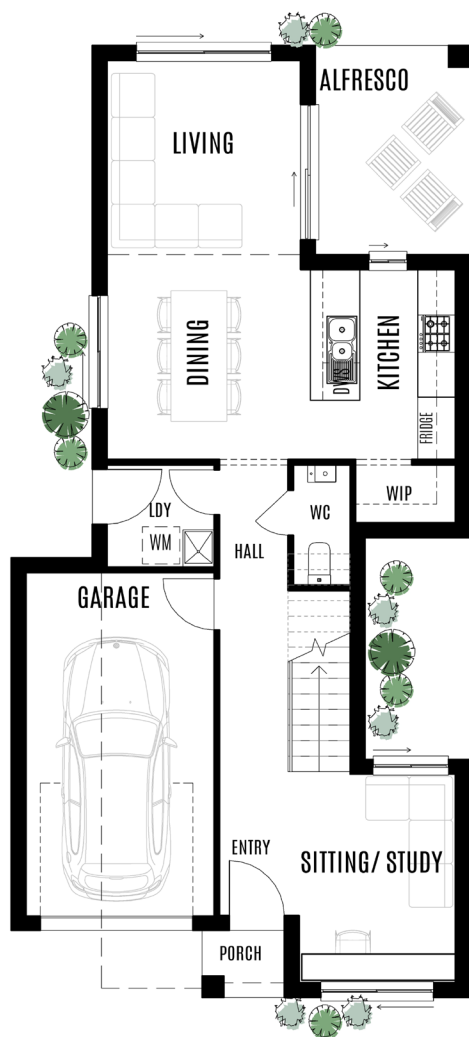 ALFRESCO
LIVING
DINING
KITCHEN
DW
FRIDGE
LDY
WM
WC
WIP
HALL
GARAGE
ENTRY
SITTING/ STUDY
PORCH